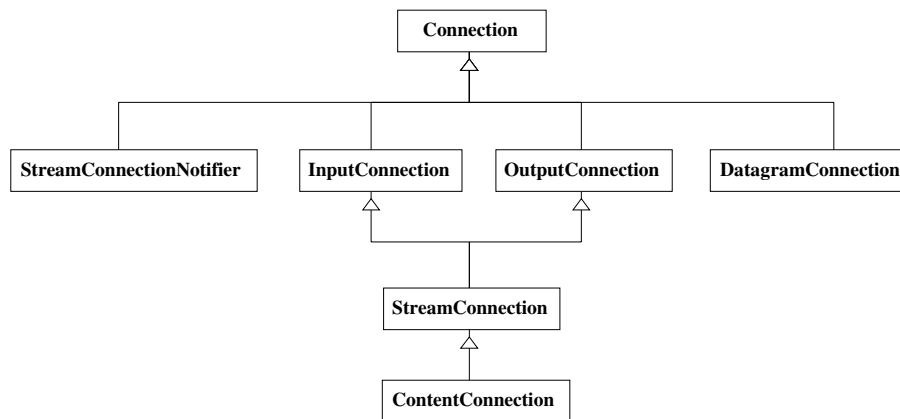 Connection
StreamConnectionNotifier
InputConnection
OutputConnection
DatagramConnection
StreamConnection
ContentConnection